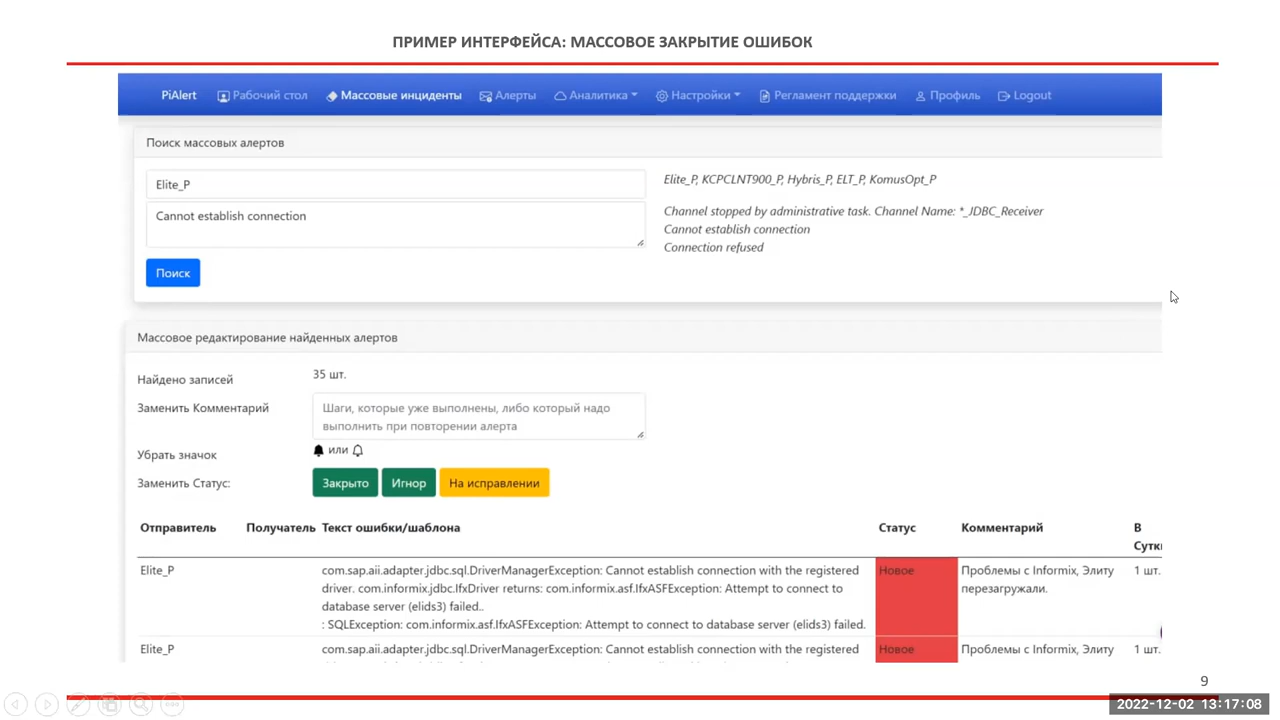 ПРИМЕР ИНТЕРФЕЙСА: МАССОВОЕ ЗАКРЫТИЕ ОШИБОК
PiAlert Рабочий стол Массовые инциденты Алерты Аналитика Настройки Регламент поддержки Профиль Logout
Поиск массовых алертов
Elite_P
Elite_P, KCPCLNT900_P, Hybris_P, ELT_P, KomusOpt_P
Cannot establish connection
Channel stopped by administrative task. Channel Name: *_JDBC_Receiver
Cannot establish connection
Connection refused
Поиск
Массовое редактирование найденных алертов
Найдено записей 35 шт.
Заменить Комментарий
Шаги, которые уже выполнены, либо который надо
выполнить при повторении алерта
Убрать значок или
Заменить Статус: Закрыто Игнор На исправлении
Отправитель Получатель Текст ошибки/шаблона Статус Комментарий В
Сутки
Elite_P com.sap.aii.adapter.jdbc.sql.DriverManagerException: Cannot establish connection with the registered Новое Проблемы с Informix, Элиту 1 шт.
driver. com.informix.jdbc.IfxDriver returns: com.informix.asf.IfxASFException: Attempt to connect to перезагружали.
database server (elids3) failed..
: SQLException: com.informix.asf.IfxASFException: Attempt to connect to database server (elids3) failed.
Elite_P com.sap.aii.adapter.jdbc.sql.DriverManagerException: Cannot establish connection with the registered Новое Проблемы с Informix, Элиту 1 шт.
9
2022-12-02 13:17:08